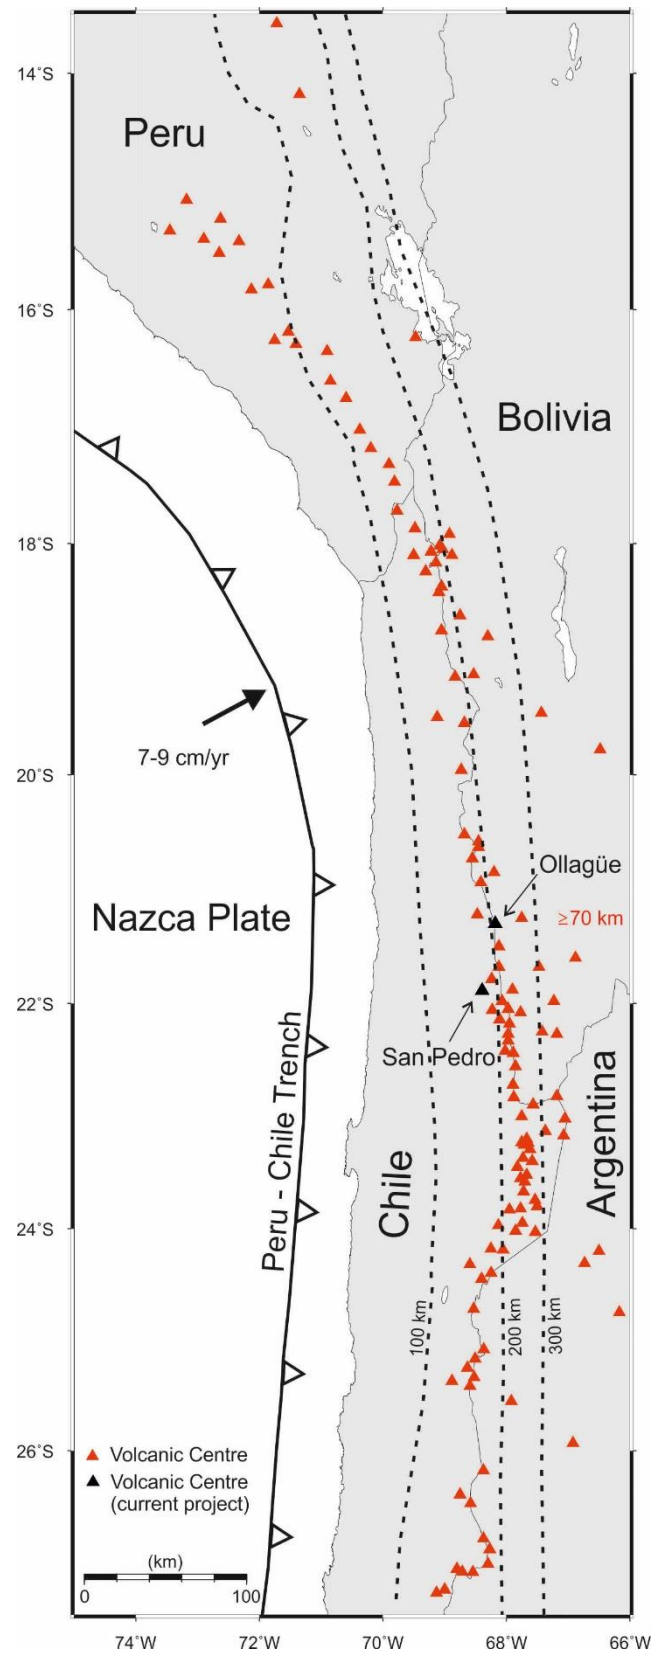 14°S
Peru
16°S
Bolivia
18°S
7-9 cm/yr
20°S
Ollagüe
Nazca Plate
≥70 km
22°S
San Pedro
Peru - Chile Trench
Chile
Argentina
24°S
100 km
200 km
300 km
26°S
Volcanic Centre
Volcanic Centre
(current project)
(km)
0 100
74°W 72°W 70°W 68°W 66°W